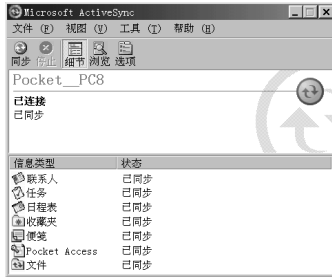 Microsoft ActiveSync
文件 (F) 视图 (V) 工具 (T) 帮助 (H)
同步 停止 细节 浏览 选项
Pocket__PC8
已连接
已同步
信息类型 状态
联系人 已同步
任务 已同步
日程表 已同步
收藏夹 已同步
便笺 已同步
Pocket Access 已同步
文件 已同步